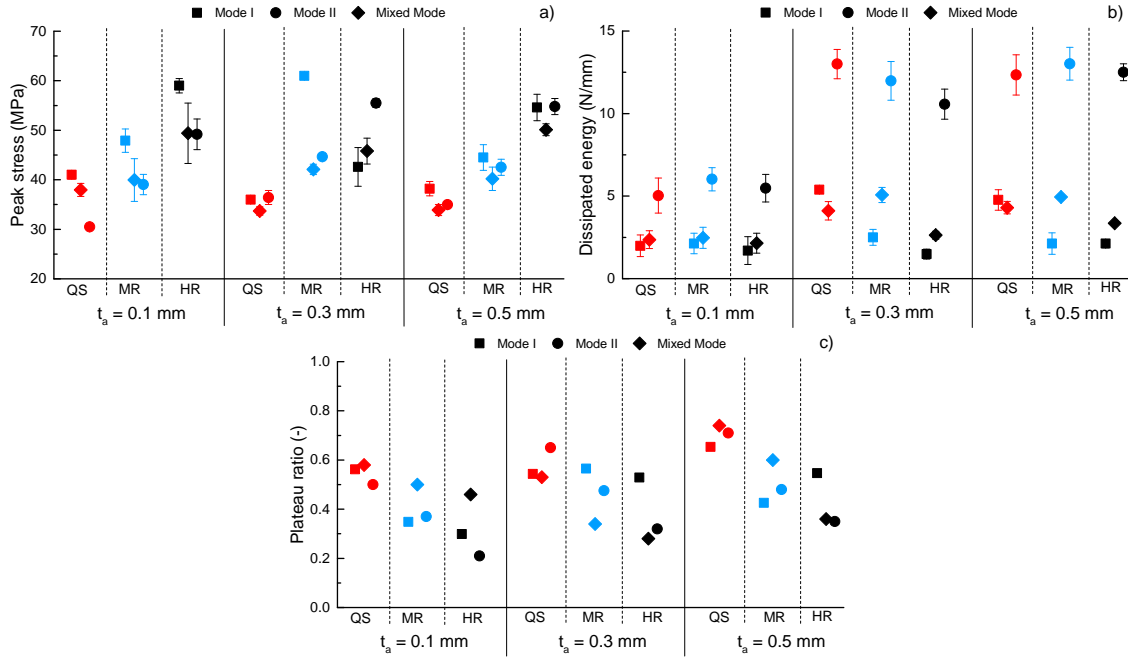 Mode I Mode II Mixed Mode
a)
Peak stress (MPa)
70
60
50
40
30
20
QS MR HR QS MR HR QS MR HR
t_a = 0.1 mm t_a = 0.3 mm t_a = 0.5 mm
Mode I Mode II Mixed Mode
b)
Dissipated energy (N/mm)
15
10
5
0
QS MR HR QS MR HR QS MR HR
t_a = 0.1 mm t_a = 0.3 mm t_a = 0.5 mm
Mode I Mode II Mixed Mode
c)
Plateau ratio (-)
1.0
0.8
0.6
0.4
0.2
0.0
QS MR HR QS MR HR QS MR HR
t_a = 0.1 mm t_a = 0.3 mm t_a = 0.5 mm